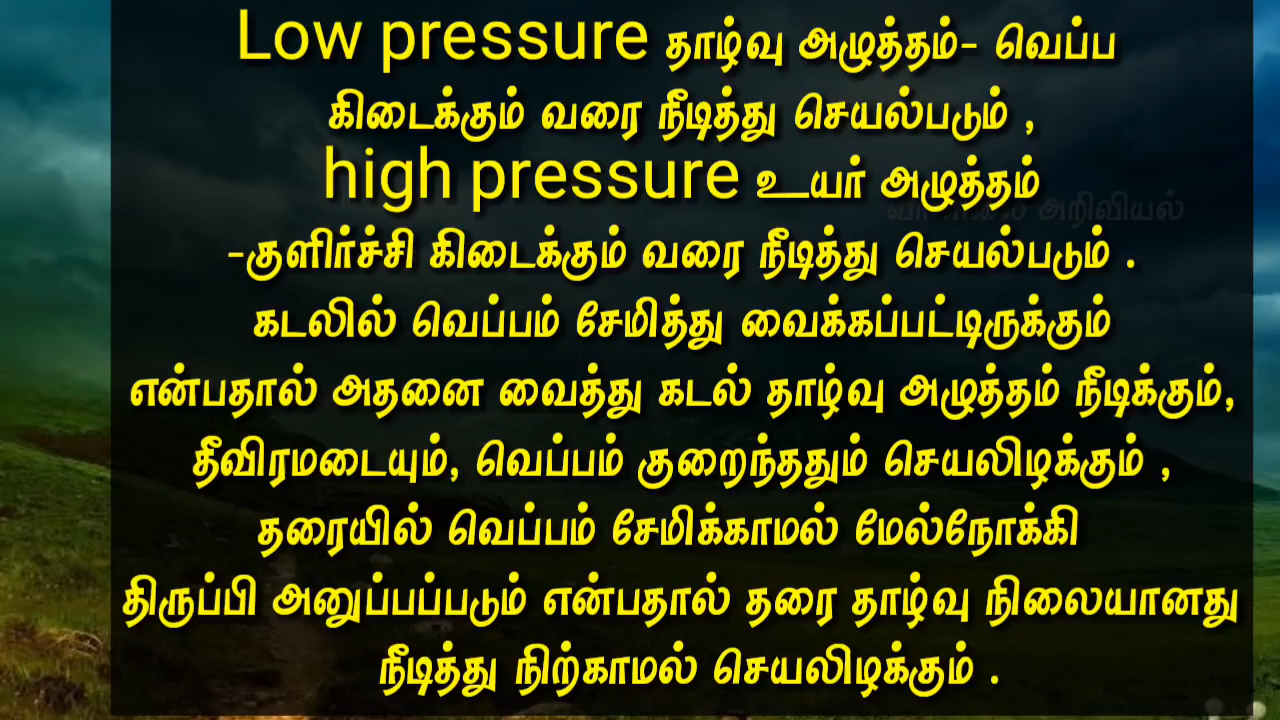 Low pressure தாழ்வு அழுத்தம்- வெப்ப
கிடைக்கும் வரை நீடித்து செயல்படும் ,
high pressure உயர் அழுத்தம்
அறிவியல்
-குளிர்ச்சி கிடைக்கும் வரை நீடித்து செயல்படும் .
கடலில் வெப்பம் சேமித்து வைக்கப்பட்டிருக்கும்
என்பதால் அதனை வைத்து கடல் தாழ்வு அழுத்தம் நீடிக்கும்,
தீவிரமடையும், வெப்பம் குறைந்ததும் செயலிழக்கும் ,
தரையில் வெப்பம் சேமிக்காமல் மேல்நோக்கி
திருப்பி அனுப்பப்படும் என்பதால் தரை தாழ்வு நிலையானது
நீடித்து நிற்காமல் செயலிழக்கும் .